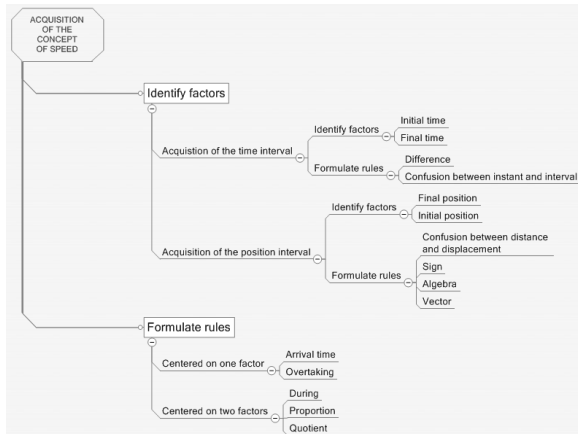 ACQUISITION
OF THE
CONCEPT
OF SPEED
Identify factors
Acquistion of the time interval
Identify factors
Initial time
Final time
Formulate rules
Difference
Confusion between instant and interval
Acquisition of the position interval
Identify factors
Final position
Initial position
Formulate rules
Confusion between distance
and displacement
Sign
Algebra
Vector
Formulate rules
Centered on one factor
Arrival time
Overtaking
Centered on two factors
During
Proportion
Quotient